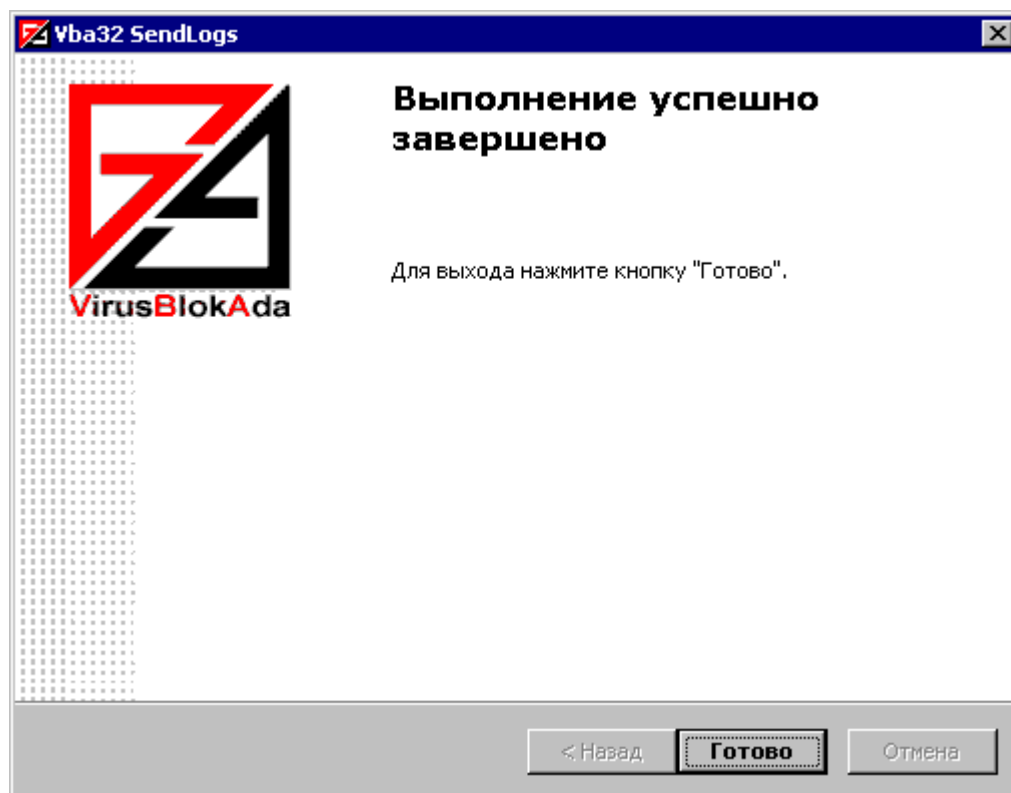 Vba32 SendLogs
Выполнение успешно
завершено
VirusBlokAda
Для выхода нажмите кнопку "Готово".
< Назад Готово Отмена